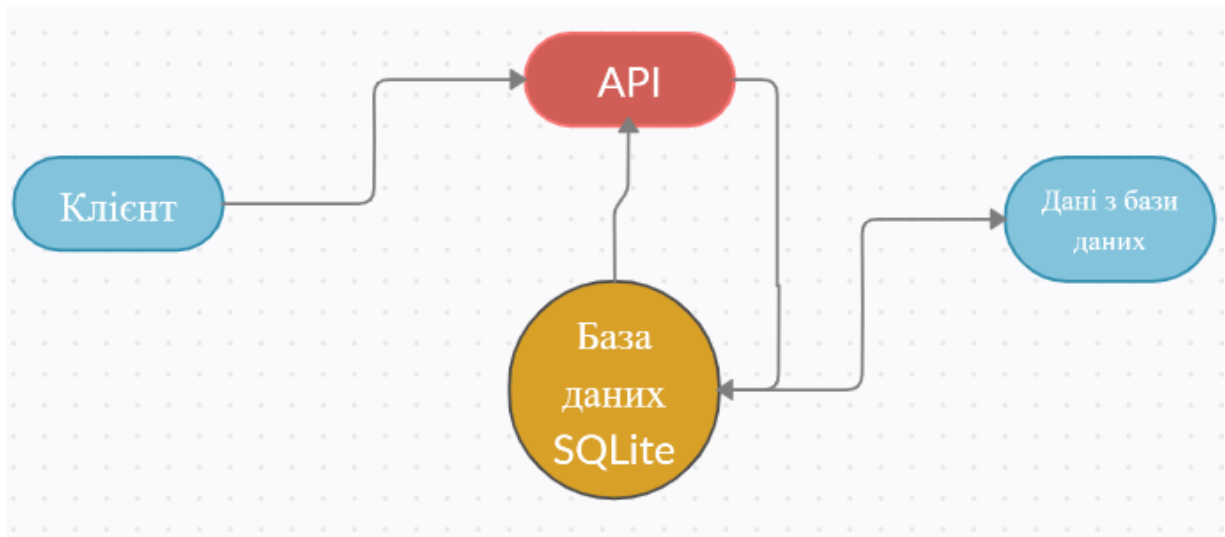 API
Клієнт
Дані з бази
даних
База
даних
SQLite